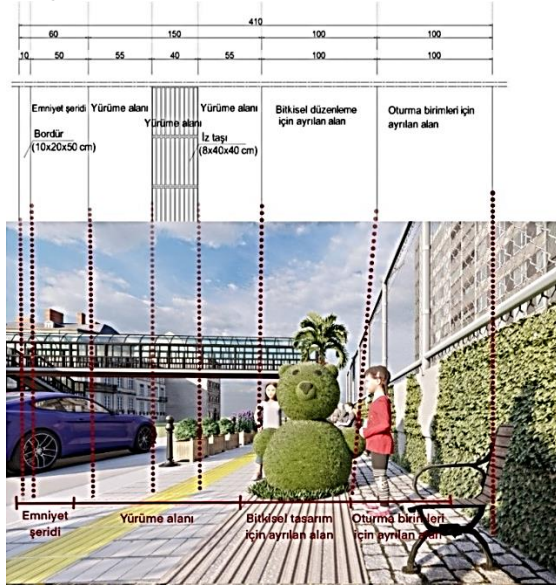 410
60 150 100 100
10 50 55 40 55 100 100
Emniyet şeridi Yürüme alanı Yürüme alanı Yürüme alanı Bitkisel düzenleme için ayrılan alan Oturma birimleri için ayrılan alan
Bordür
(10x20x50 cm)
İz taşı
(8x40x40 cm)
Emniyet şeridi
Yürüme alanı
Bitkisel tasarım için ayrılan alan
Oturma birimleri için ayrılan alan